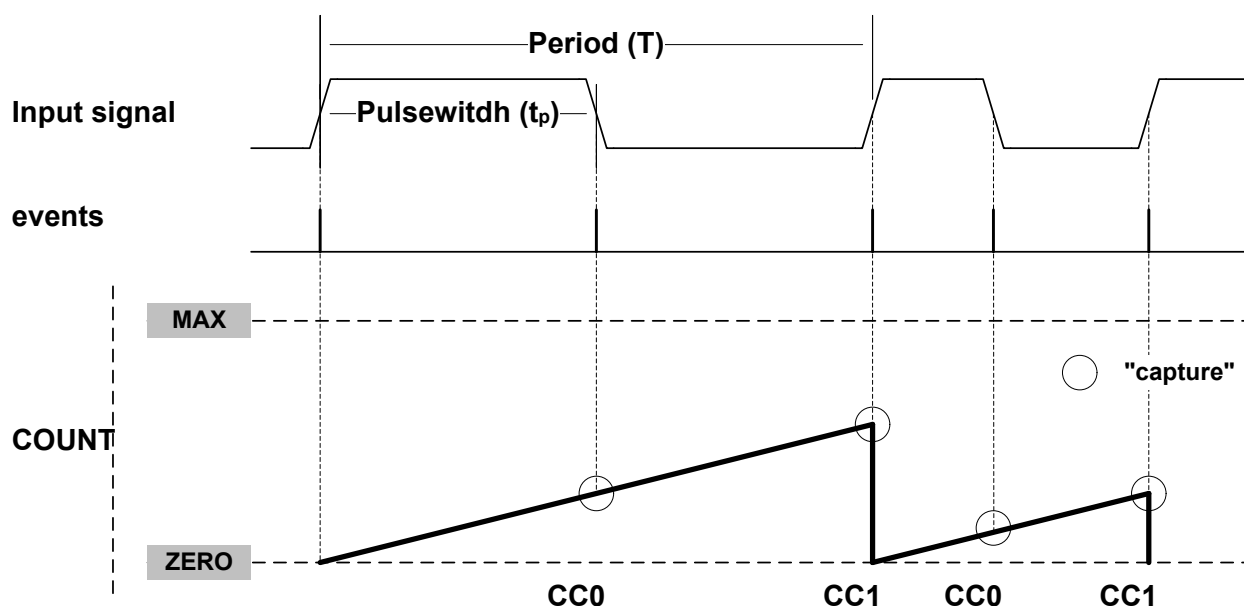 Period (T)
Input signal
Pulsewitdh (tp)
events
MAX
"capture"
COUNT
ZERO
CC0 CC1 CC0 CC1